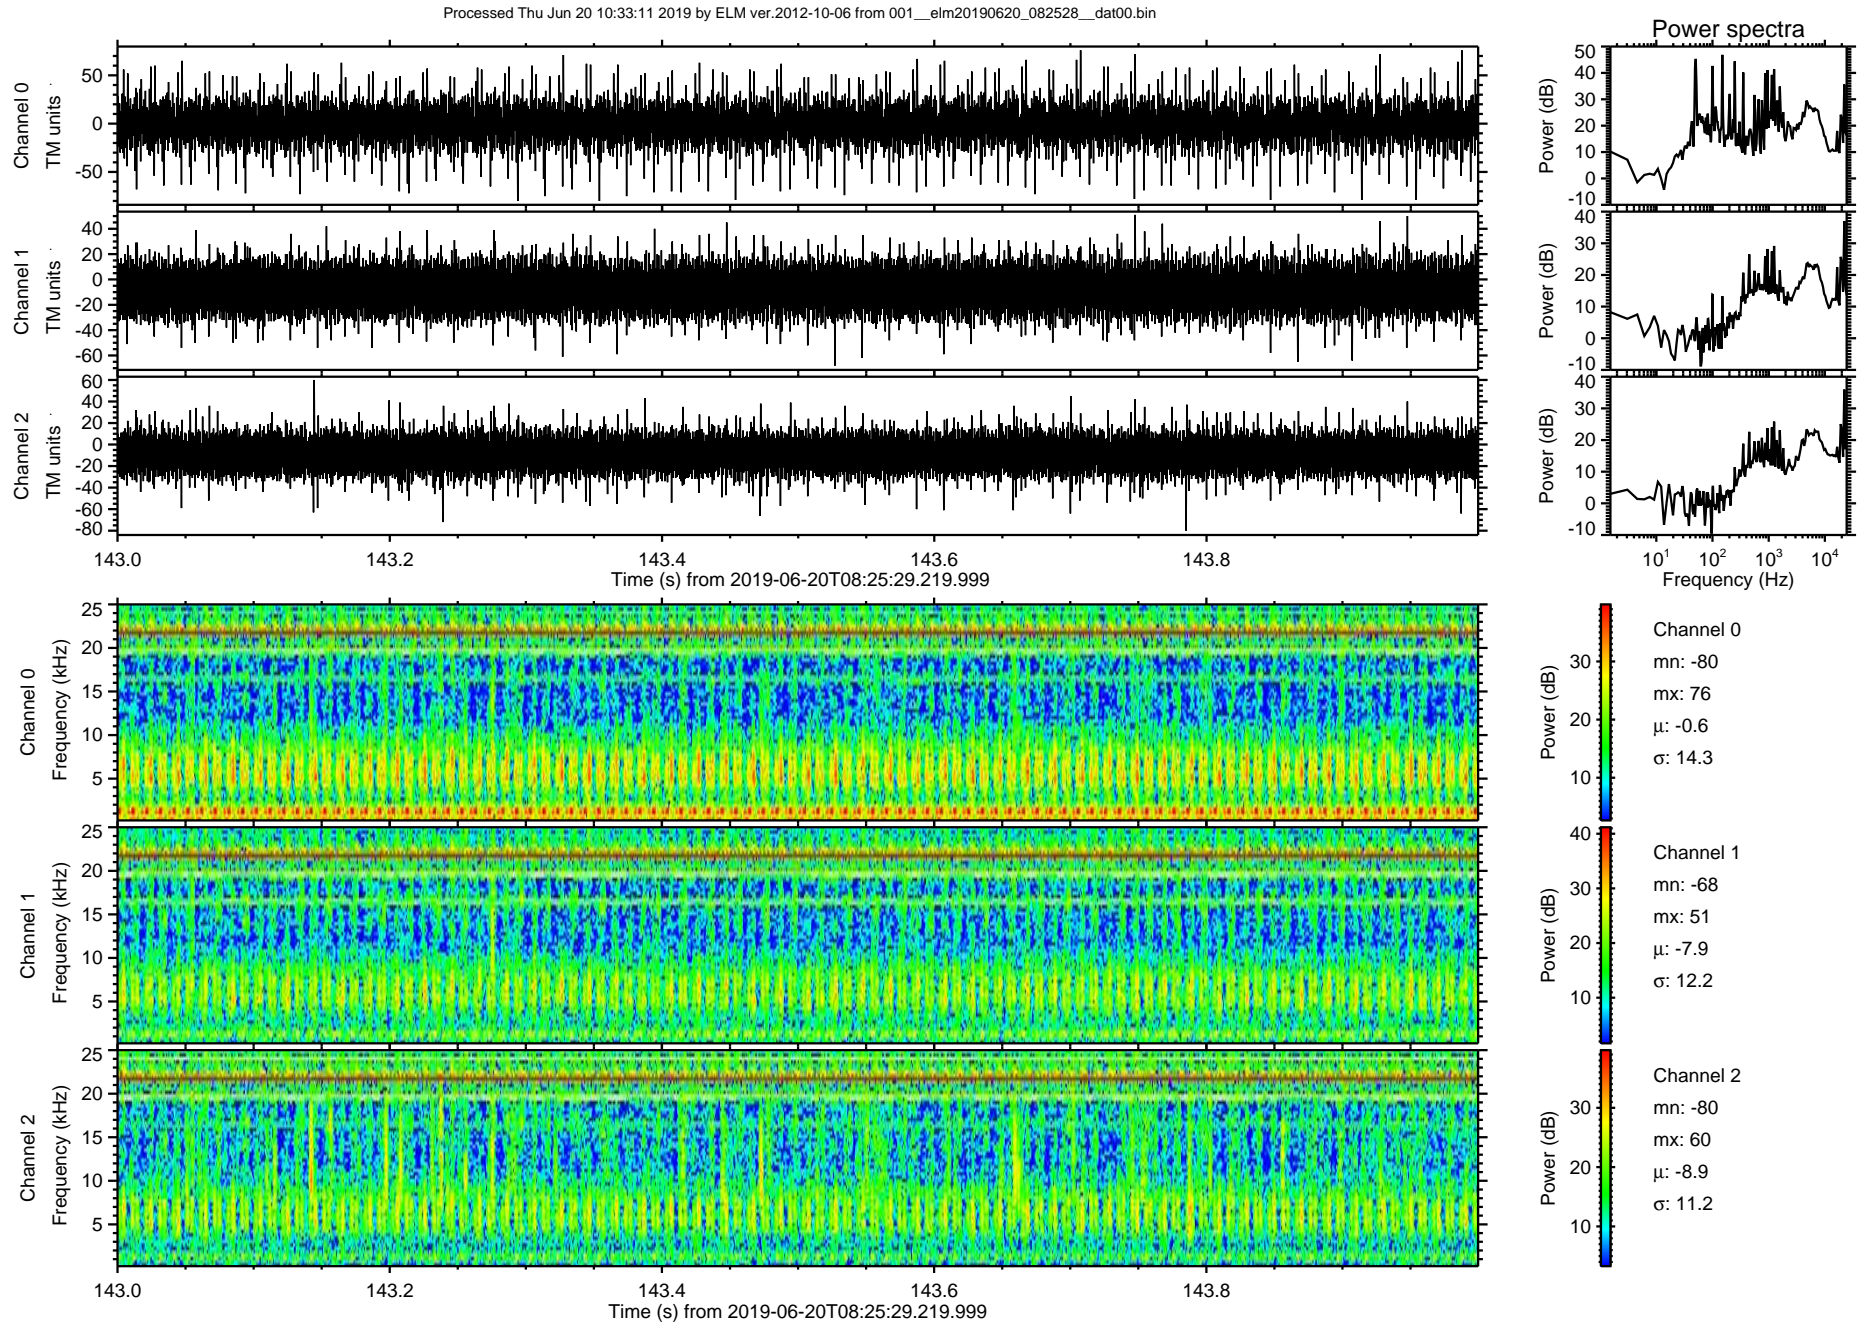 Processed Thu Jun 20 10:33:11 2019 by ELM ver.2012-10-06 from 001__elm20190620_082528__dat00.bin
Power spectra
Channel 0
TM units
50
0
-50
Power (dB)
50
40
30
20
10
0
-10
Channel 1
TM units
40
20
0
-20
-40
-60
Power (dB)
40
30
20
10
0
-10
Channel 2
TM units
60
40
20
0
-20
-40
-60
-80
Power (dB)
40
30
20
10
0
-10
143.0 143.2 143.4 143.6 143.8
Time (s) from 2019-06-20T08:25:29.219.999
10¹ 10² 10³ 10⁴
Frequency (Hz)
Channel 0
Frequency (kHz)
25
20
15
10
5
Power (dB)
30
20
10
Channel 0
mn: -80
mx: 76
μ: -0.6
σ: 14.3
Channel 1
Frequency (kHz)
25
20
15
10
5
Power (dB)
40
30
20
10
Channel 1
mn: -68
mx: 51
μ: -7.9
σ: 12.2
Channel 2
Frequency (kHz)
25
20
15
10
5
Power (dB)
30
20
10
Channel 2
mn: -80
mx: 60
μ: -8.9
σ: 11.2
143.0 143.2 143.4 143.6 143.8
Time (s) from 2019-06-20T08:25:29.219.999